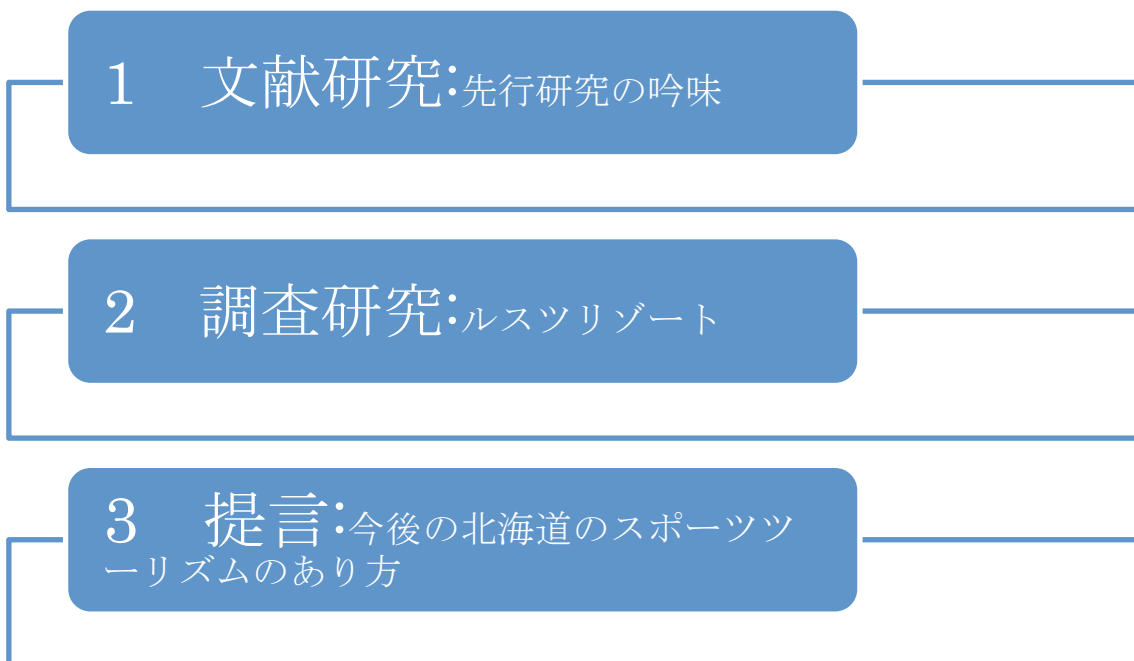 1　文献研究:先行研究の吟味
2　調査研究:ルスツリゾート
3　提言:今後の北海道のスポーツツ
ーリズムのあり方